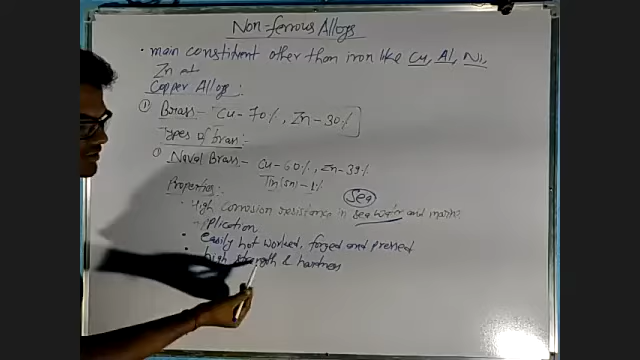 Non-ferrous Alloys
• main constituent other than iron like Cu, Al, Ni,
Zn
Copper Alloys:
① Brass - Cu - 70%, Zn - 30%
Types of brass
① Naval Brass - Cu - 60%, Zn - 39%
Tin (Sn) - 1%
Properties: Sea
• High Corrosion resistance in sea water and
application
• easily hot worked, forged and pressed
• high strength & hardness